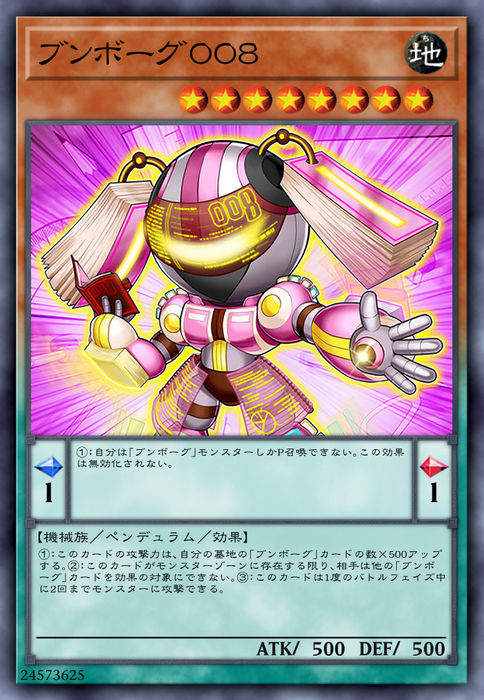 ブンボーグ008
地
ち
008
①:自分は「ブンボーグ」モンスターしかP召喚できない。この効果
は無効化されない。
1
1
【機械族/ペンデュラム/効果】
①:このカードの攻撃力は、自分の墓地の「ブンボーグ」カードの数×500アップ
する。②:このカードがモンスターゾーンに存在する限り、相手は他の「ブンボ
ーグ」カードを効果の対象にできない。③:このカードは1度のバトルフェイズ中
に2回までモンスターに攻撃できる。
ATK/ 500 DEF/ 500
24573625